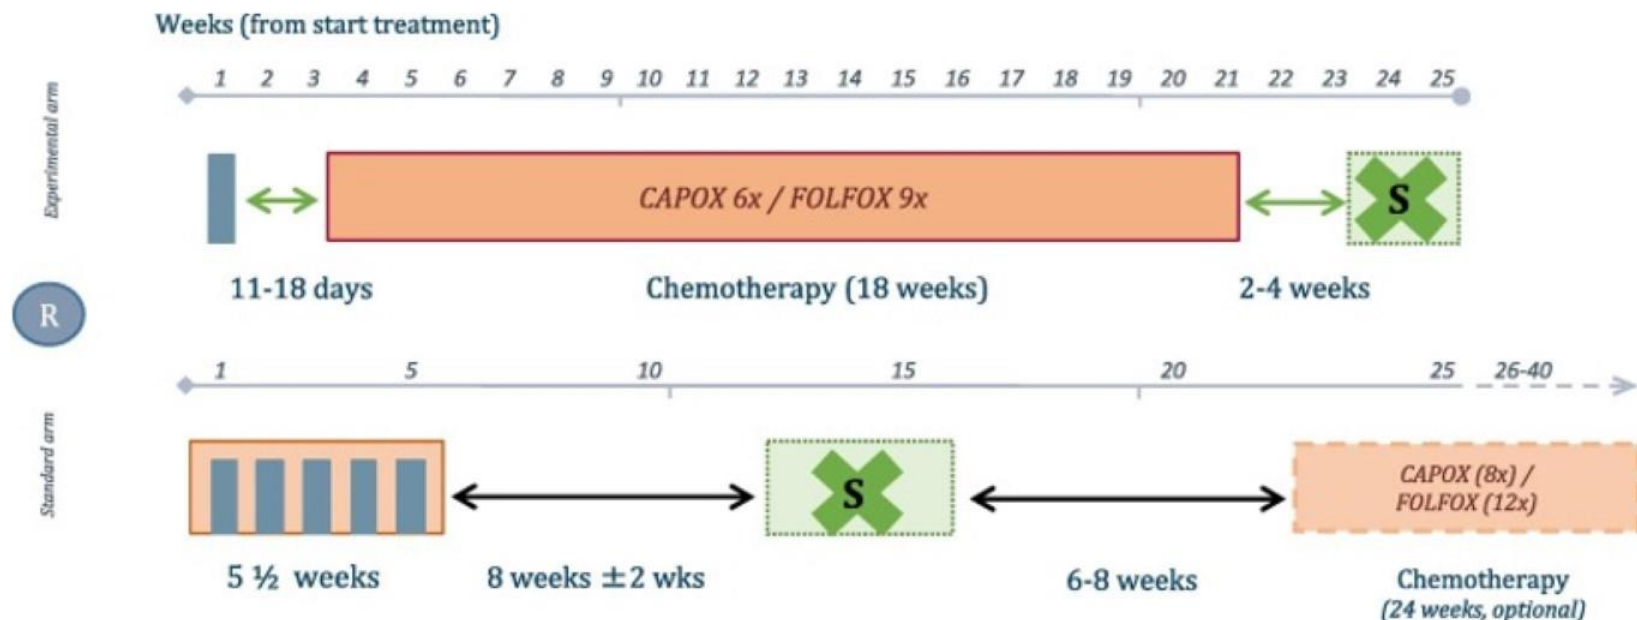 Weeks (from start treatment)
Experimental arm
1 2 3 4 5 6 7 8 9 10 11 12 13 14 15 16 17 18 19 20 21 22 23 24 25
CAPOX 6x / FOLFOX 9x
S
11-18 days
Chemotherapy (18 weeks)
2-4 weeks
R
Standard arm
1 5 10 15 20 25 26-40
S
CAPOX (8x) /
FOLFOX (12x)
5 ½ weeks
8 weeks ±2 wks
6-8 weeks
Chemotherapy
(24 weeks, optional)